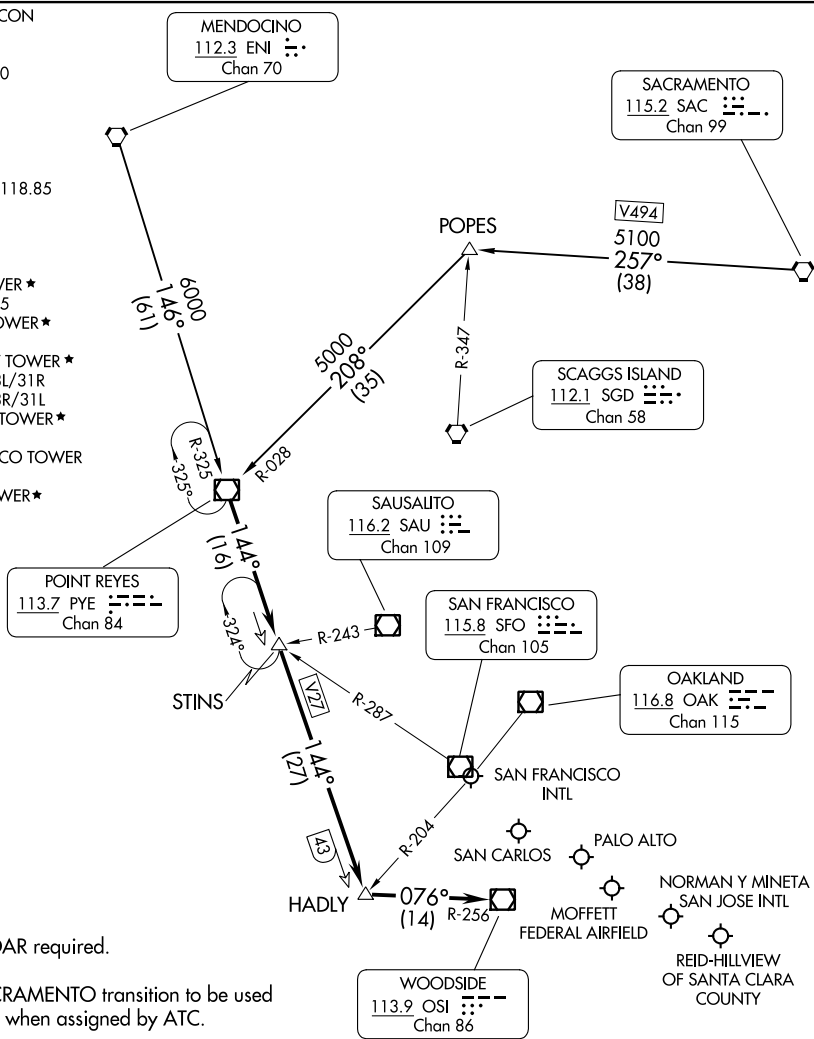 CON
0
118.85
VER★
5
OWER★
TOWER★
L/31R
R/31L
TOWER★
CO TOWER
WER★
MENDOCINO
112.3 ENI
Chan 70
SACRAMENTO
115.2 SAC
Chan 99
V494
5100
257°
(38)
POPES
6000
146°
(61)
5000
208°
(35)
R-347
SCAGGS ISLAND
112.1 SGD
Chan 58
R-325
325°
R-028
144°
(16)
POINT REYES
113.7 PYE
Chan 84
SAUSALITO
116.2 SAU
Chan 109
SAN FRANCISCO
115.8 SFO
Chan 105
R-243
324°
STINS
V27
R-287
OAKLAND
116.8 OAK
Chan 115
144°
(27)
SAN FRANCISCO
INTL
R-204
43
SAN CARLOS
PALO ALTO
HADLY
076°
(14)
R-256
MOFFETT
FEDERAL AIRFIELD
NORMAN Y MINETA
SAN JOSE INTL
REID-HILLVIEW
OF SANTA CLARA
COUNTY
WOODSIDE
113.9 OSI
Chan 86
DAR required.
CRAMENTO transition to be used
when assigned by ATC.